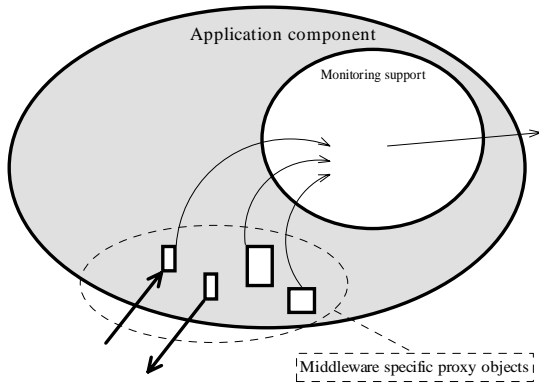 Application component
Monitoring support
Middleware specific proxy objects